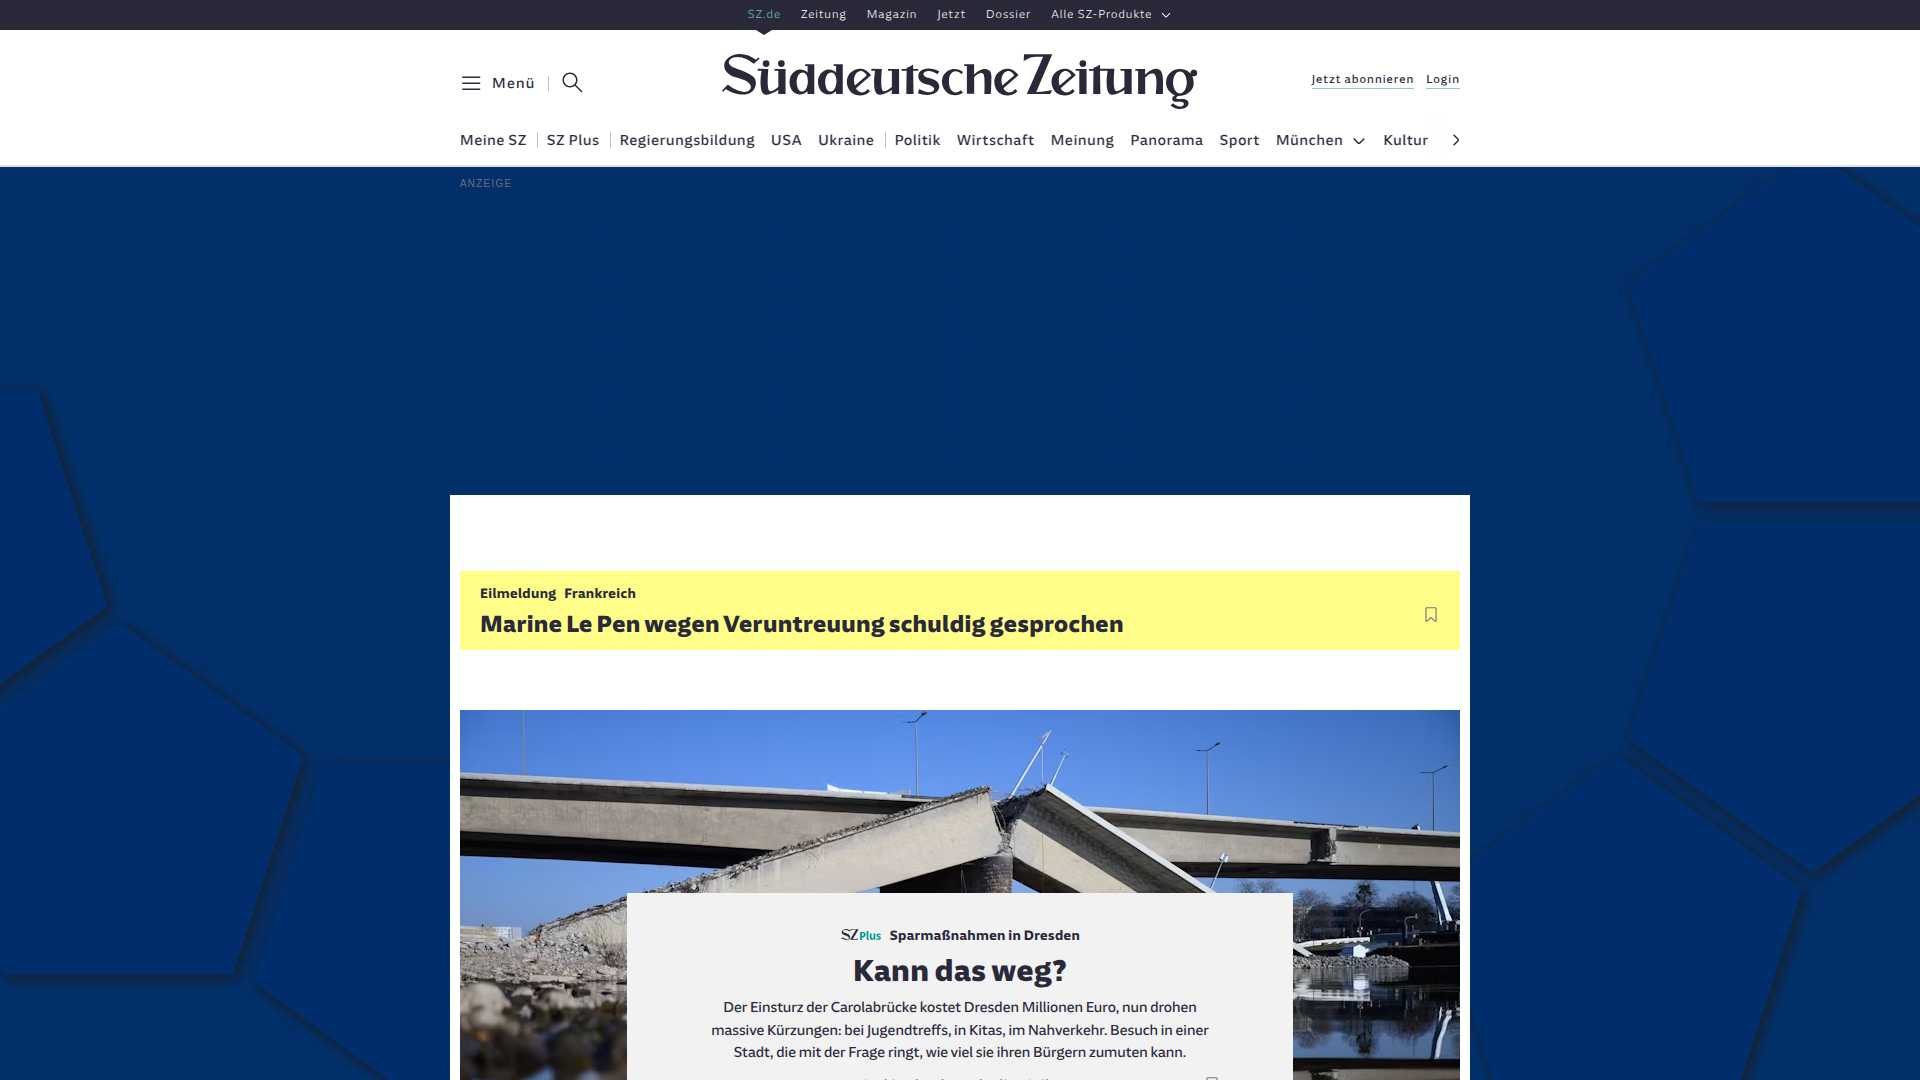 SZ.de Zeitung Magazin Jetzt Dossier Alle SZ-Produkte
Menü
Süddeutsche Zeitung
Jetzt abonnieren Login
Meine SZ SZ Plus Regierungsbildung USA Ukraine Politik Wirtschaft Meinung Panorama Sport München Kultur
ANZEIGE
Eilmeldung Frankreich
Marine Le Pen wegen Veruntreuung schuldig gesprochen
SZ Plus Sparmaßnahmen in Dresden
Kann das weg?
Der Einsturz der Carolabrücke kostet Dresden Millionen Euro, nun drohen
massive Kürzungen: bei Jugendtreffs, in Kitas, im Nahverkehr. Besuch in einer
Stadt, die mit der Frage ringt, wie viel sie ihren Bürgern zumuten kann.